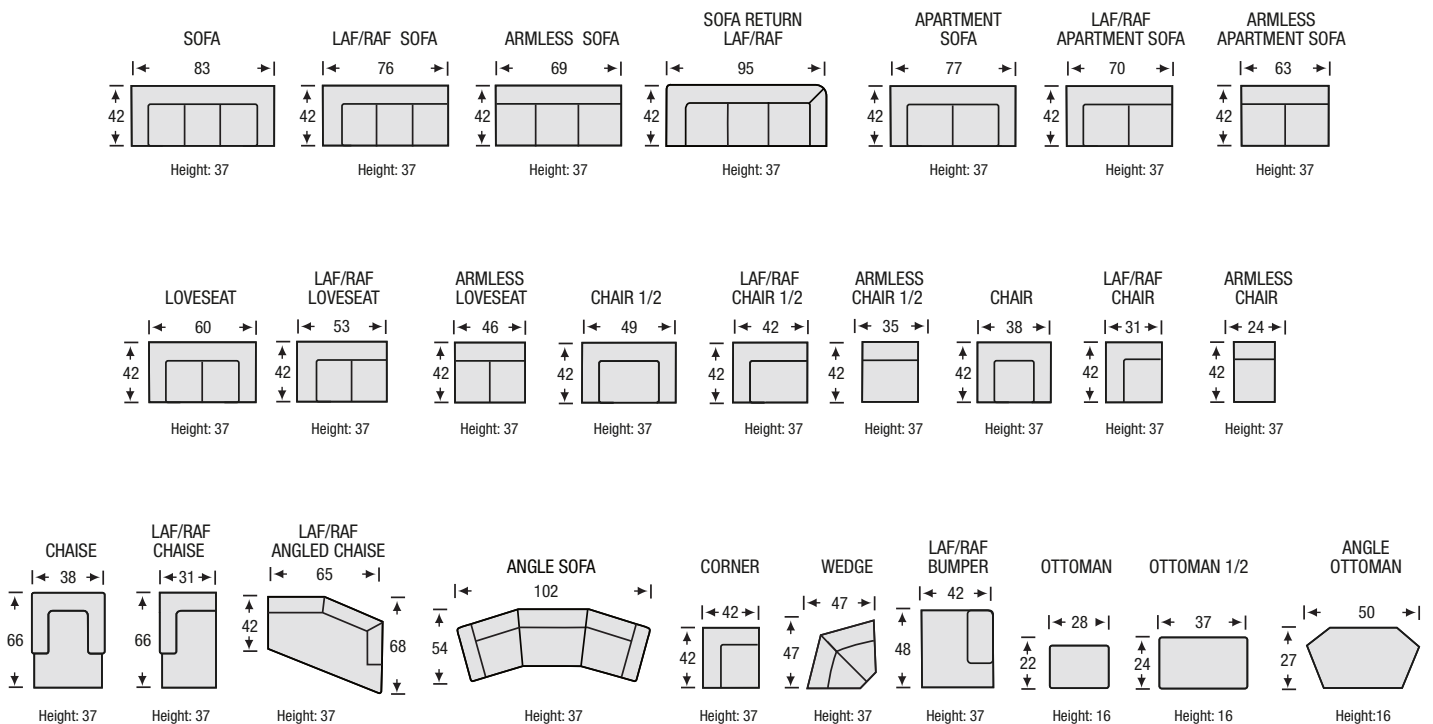 SOFA
83
42
Height: 37
LAF/RAF SOFA
76
42
Height: 37
ARMLESS SOFA
69
42
Height: 37
SOFA RETURN
LAF/RAF
95
42
Height: 37
APARTMENT
SOFA
77
42
Height: 37
LAF/RAF
APARTMENT SOFA
70
42
Height: 37
ARMLESS
APARTMENT SOFA
63
42
Height: 37
LOVESEAT
60
42
Height: 37
LAF/RAF
LOVESEAT
53
42
Height: 37
ARMLESS
LOVESEAT
46
42
Height: 37
CHAIR 1/2
49
42
Height: 37
LAF/RAF
CHAIR 1/2
42
42
Height: 37
ARMLESS
CHAIR 1/2
35
42
Height: 37
CHAIR
38
42
Height: 37
LAF/RAF
CHAIR
31
42
Height: 37
ARMLESS
CHAIR
24
42
Height: 37
CHAISE
38
66
Height: 37
LAF/RAF
CHAISE
31
66
Height: 37
LAF/RAF
ANGLED CHAISE
65
42
68
Height: 37
ANGLE SOFA
102
54
Height: 37
CORNER
42
42
Height: 37
WEDGE
47
47
Height: 37
LAF/RAF
BUMPER
42
48
Height: 37
OTTOMAN
28
22
Height: 16
OTTOMAN 1/2
37
24
Height: 16
ANGLE
OTTOMAN
50
27
Height:16